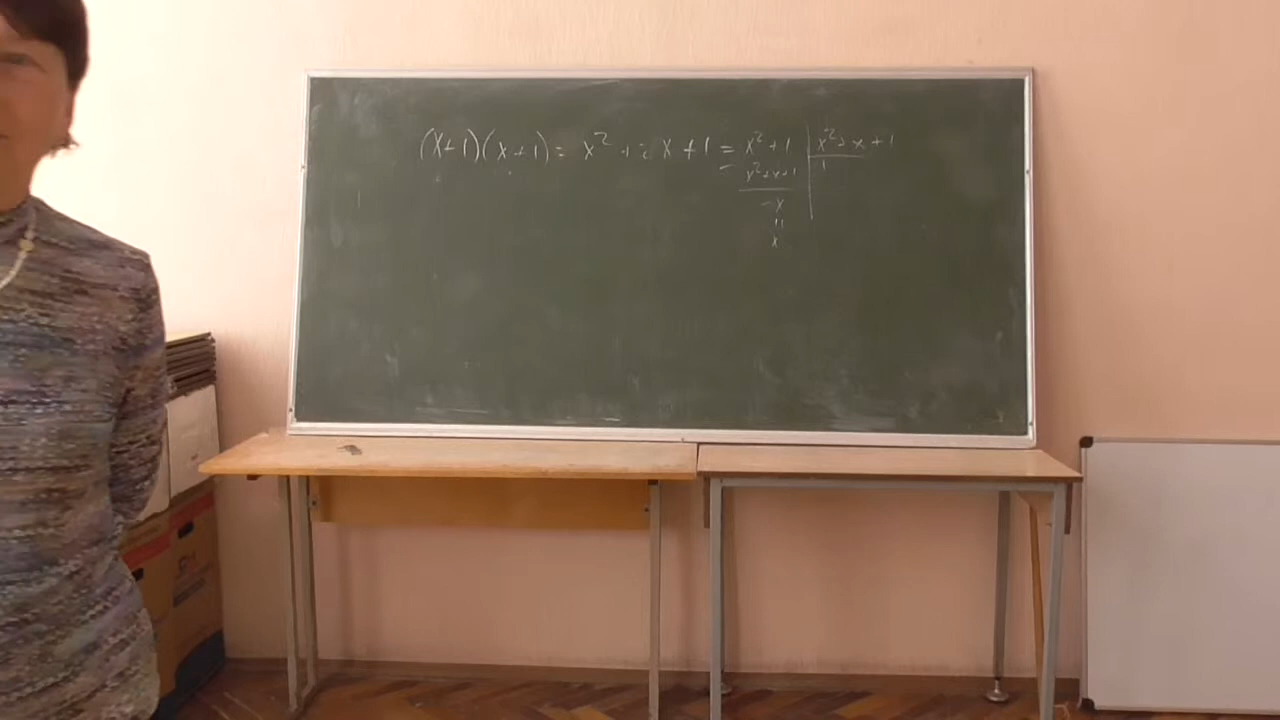 (x+1)(x+1) = x² + 2x + 1 = x² + 1 | x² + x + 1
x² + x + 1 | 1
-x
=
x